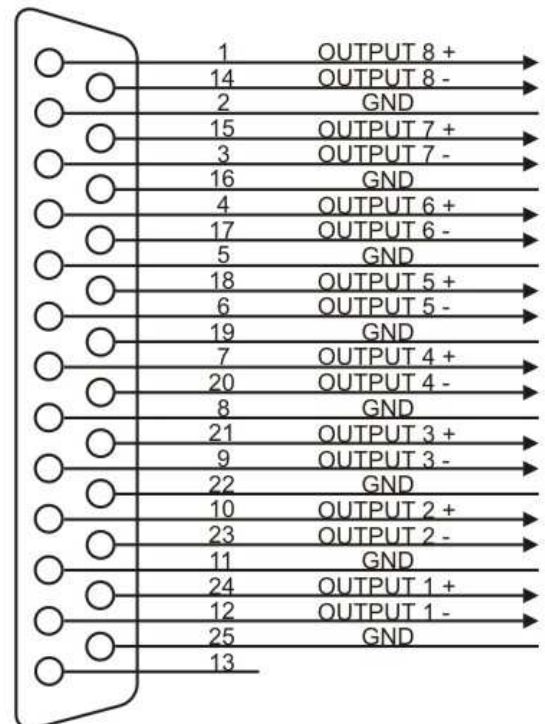 1 OUTPUT 8 +
14 OUTPUT 8 -
2 GND
15 OUTPUT 7 +
3 OUTPUT 7 -
16 GND
4 OUTPUT 6 +
17 OUTPUT 6 -
5 GND
18 OUTPUT 5 +
6 OUTPUT 5 -
19 GND
7 OUTPUT 4 +
20 OUTPUT 4 -
8 GND
21 OUTPUT 3 +
9 OUTPUT 3 -
22 GND
10 OUTPUT 2 +
23 OUTPUT 2 -
11 GND
24 OUTPUT 1 +
12 OUTPUT 1 -
25 GND
13